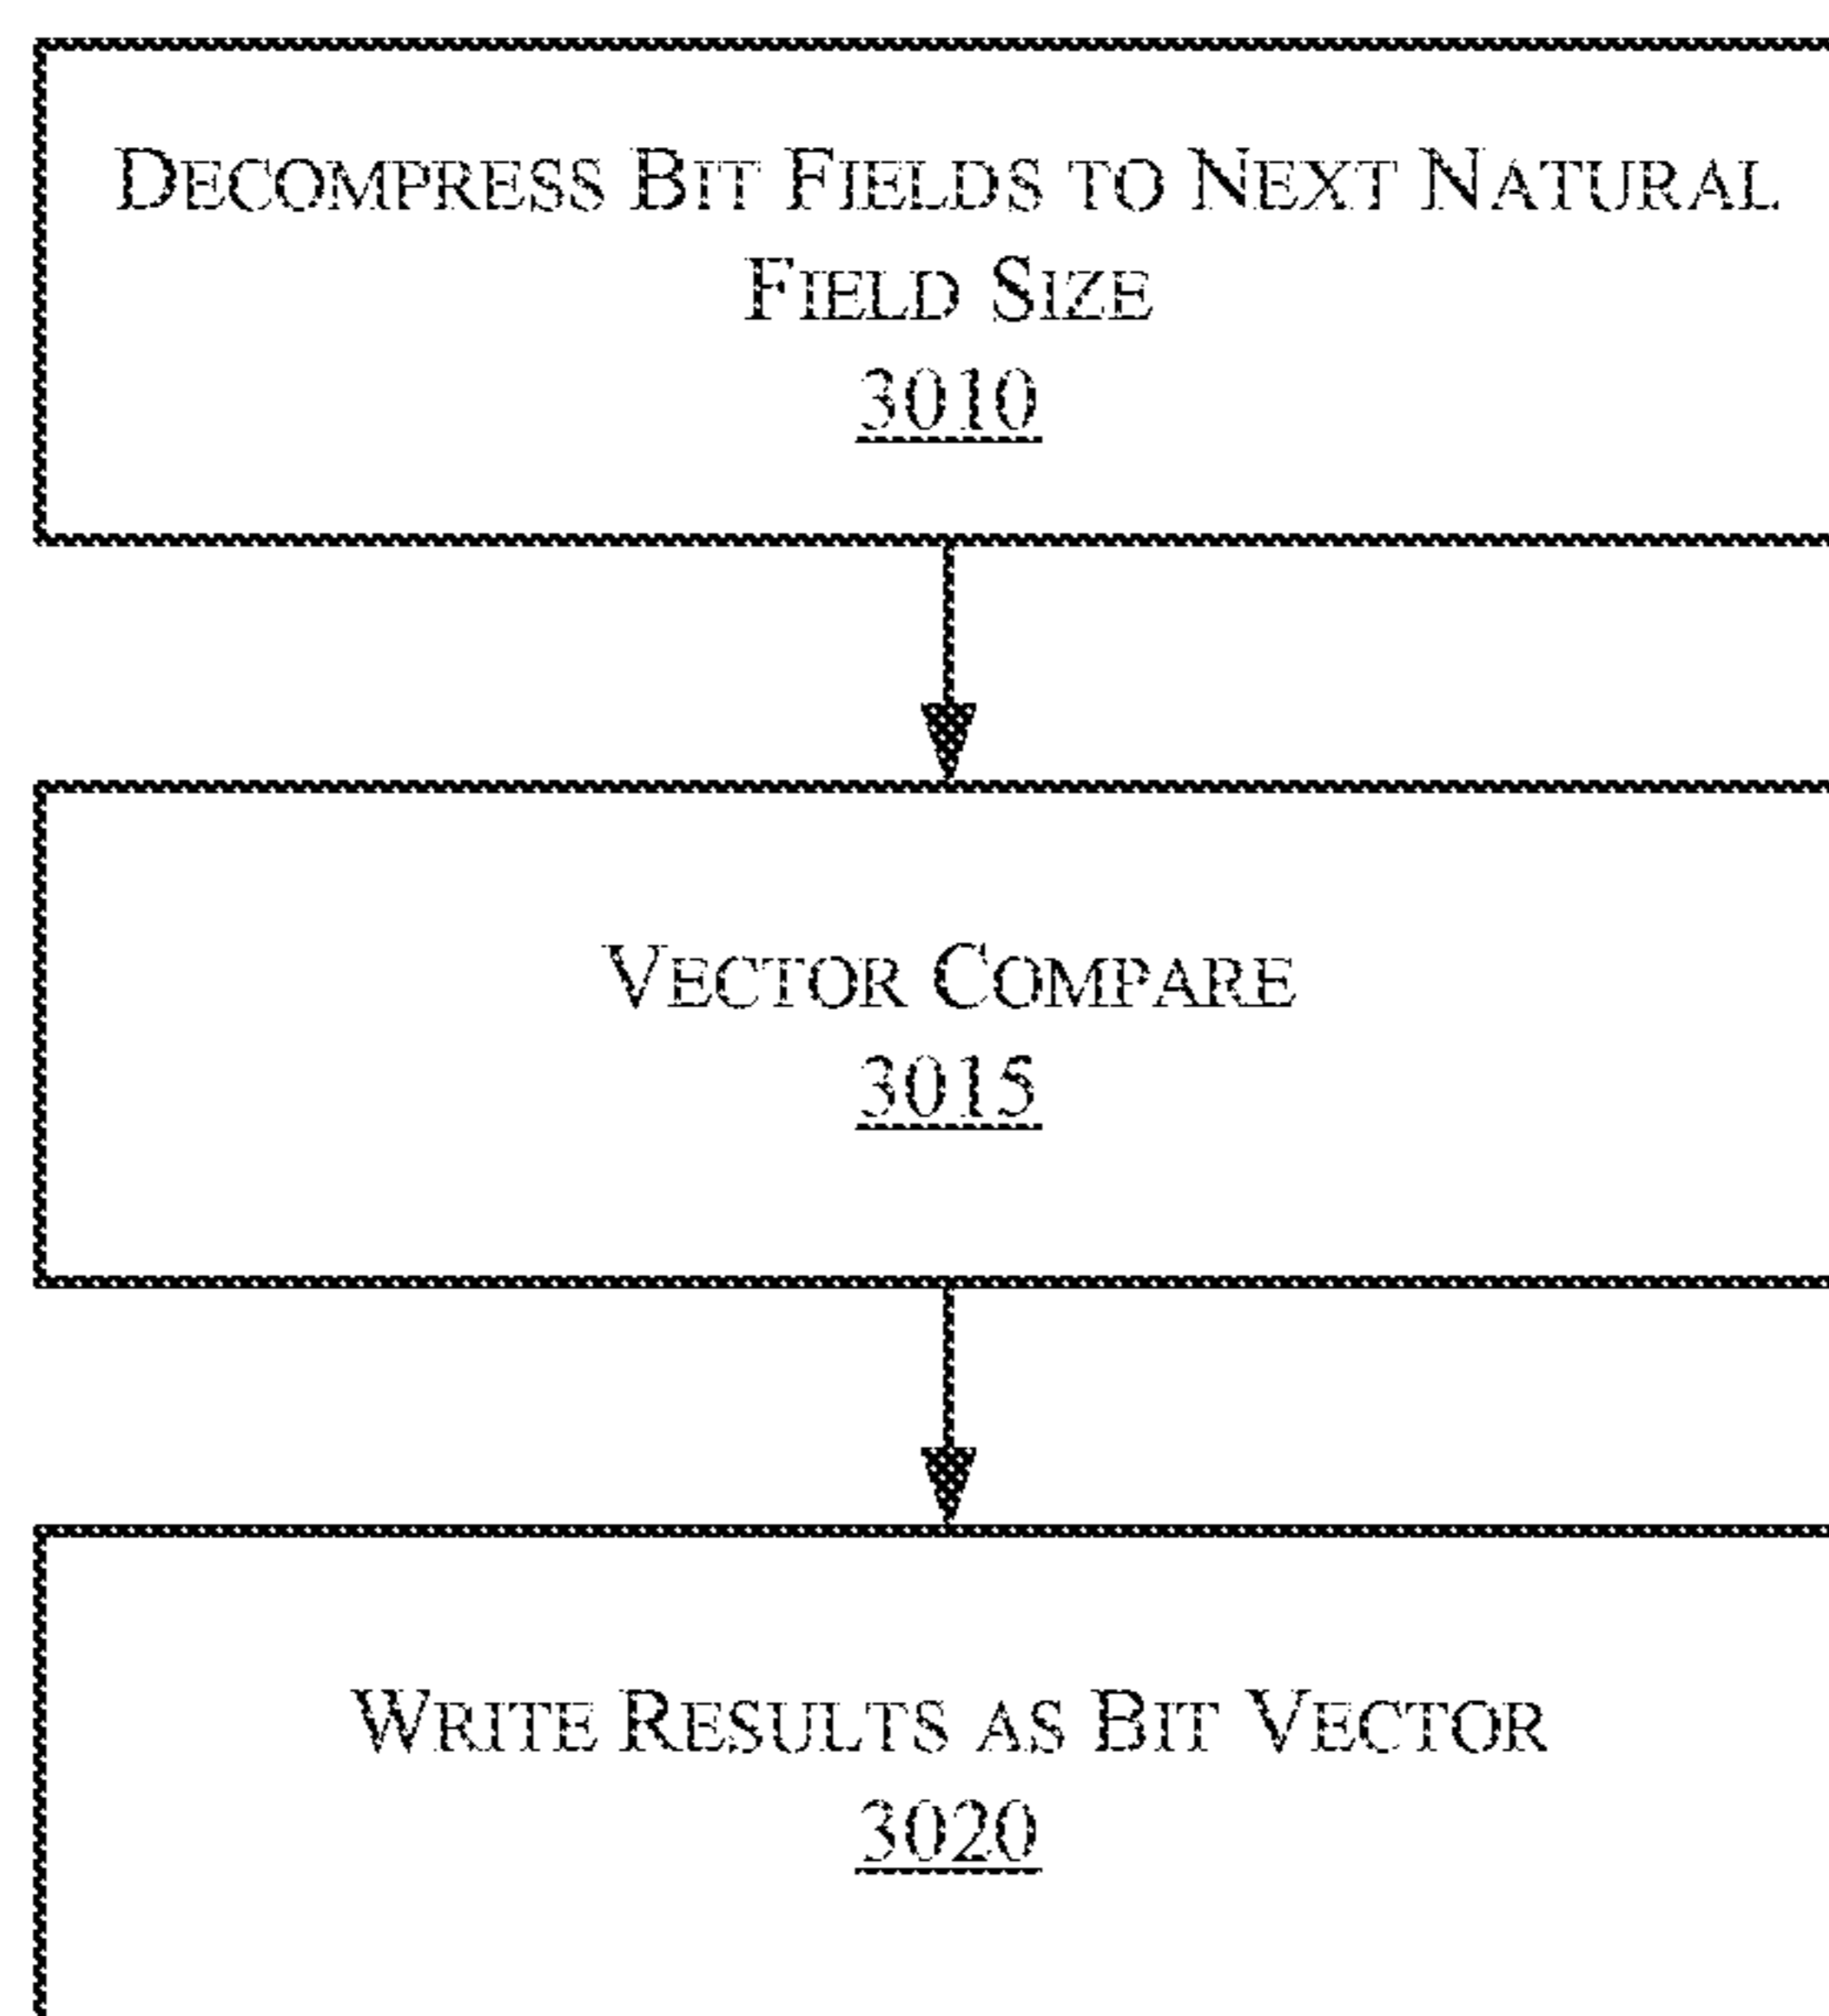 DECOMPRESS BIT FIELDS TO NEXT NATURAL
FIELD SIZE
3010
VECTOR COMPARE
3015
WRITE RESULTS AS BIT VECTOR
3020